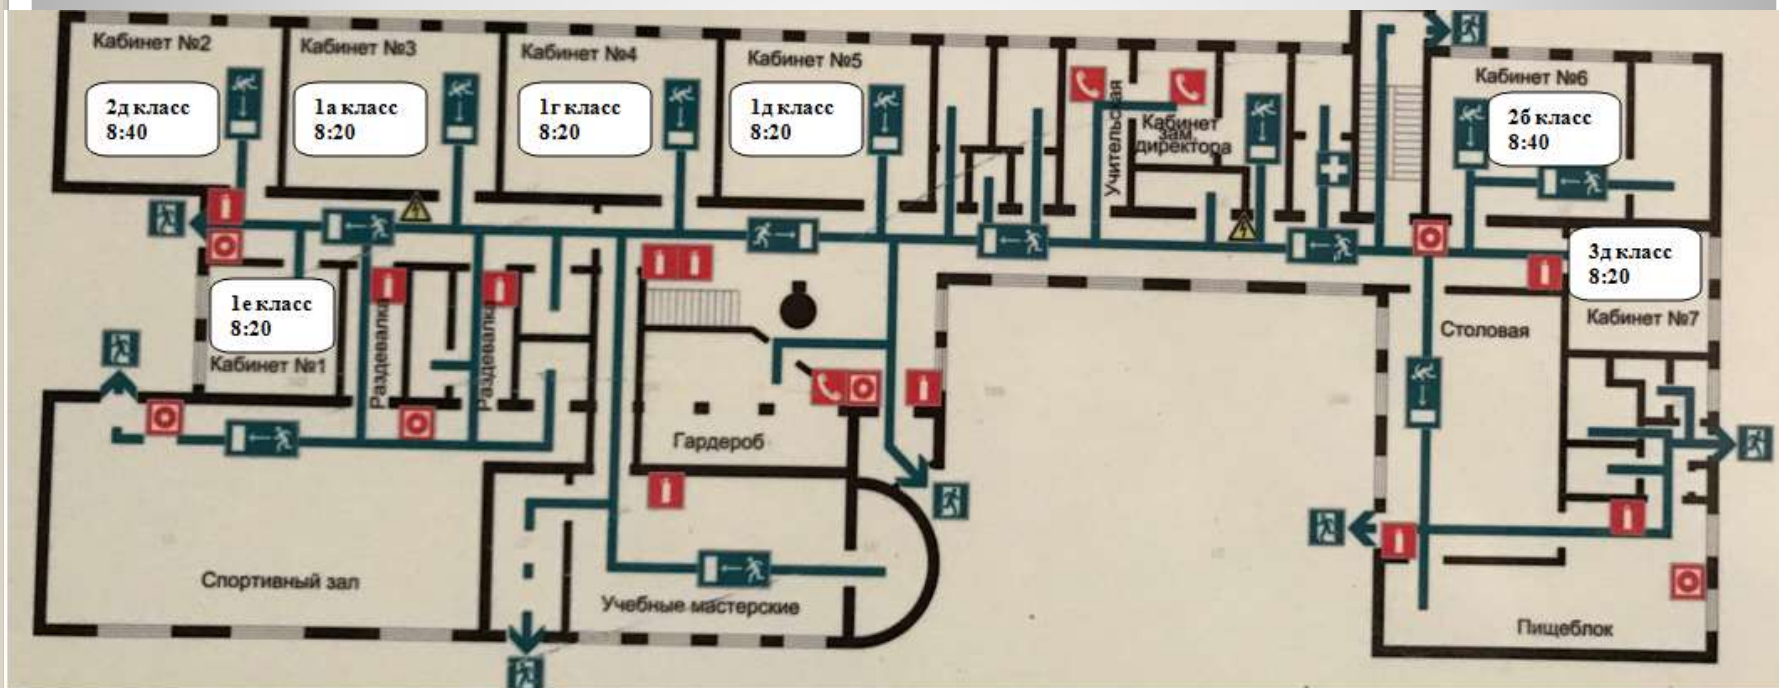 Кабинет №2
2д класс
8:40
Кабинет №3
1а класс
8:20
Кабинет №4
1г класс
8:20
Кабинет №5
1д класс
8:20
Учительская
Кабинет
зам.
директора
Кабинет №6
2б класс
8:40
3д класс
8:20
Кабинет №7
1е класс
8:20
Кабинет №1
Раздевалка
Раздевалка
Гардероб
Столовая
Спортивный зал
Учебные мастерские
Пищеблок